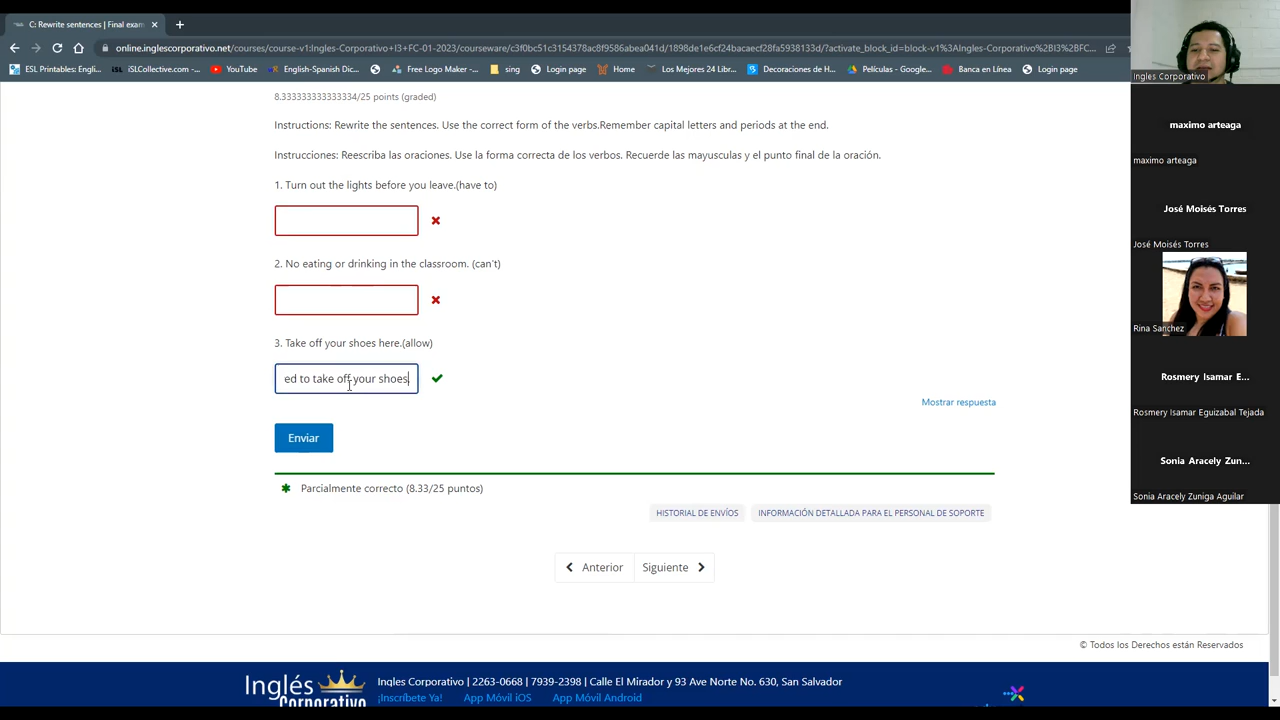 C: Rewrite sentences | Final exam
online.inglescorporativo.net/courses/course-v1:Ingles-Corporativo+I3+FC-01-2023/courseware/
ESL Printables: Engli...
iSLCollective.com -...
YouTube
English-Spanish Dic...
Free Logo Maker -...
sing
Login page
Home
Los Mejores 24 Libr...
Decoraciones de H...
Películas - Google...
Banca en Línea
Login page
Ingles Corporativo
8.333333333333334/25 points (graded)
Instructions: Rewrite the sentences. Use the correct form of the verbs.Remember capital letters and periods at the end.
Instrucciones: Reescriba las oraciones. Use la forma correcta de los verbos. Recuerde las mayusculas y el punto final de la oración.
1. Turn out the lights before you leave.(have to)
2. No eating or drinking in the classroom. (can't)
3. Take off your shoes here.(allow)
ed to take off your shoes.
Mostrar respuesta
Enviar
Parcialmente correcto (8.33/25 puntos)
HISTORIAL DE ENVÍOS
INFORMACIÓN DETALLADA PARA EL PERSONAL DE SOPORTE
Anterior
Siguiente
© Todos los Derechos están Reservados
Inglés
Corporativo
Ingles Corporativo | 2263-0668 | 7939-2398 | Calle El Mirador y 93 Ave Norte No. 630, San Salvador
¡Inscríbete Ya!
App Móvil iOS
App Móvil Android
maximo arteaga
maximo arteaga
José Moisés Torres
José Moisés Torres
Rina Sanchez
Rosmery Isamar E...
Rosmery Isamar Eguizabal Tejada
Sonia Aracely Zun...
Sonia Aracely Zuniga Aguilar